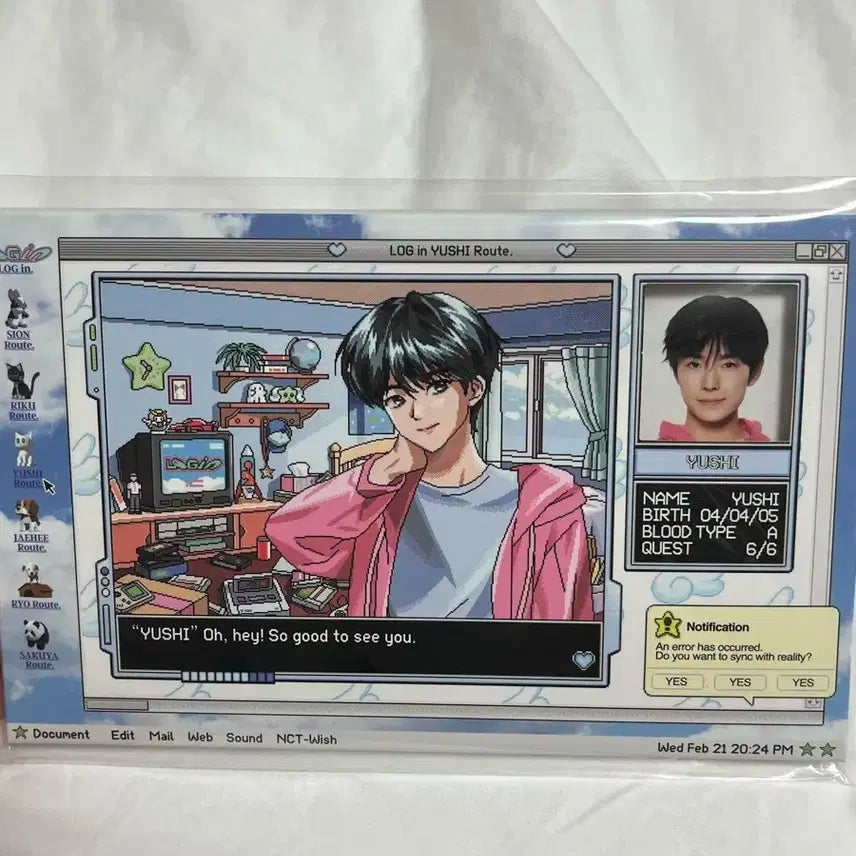 LOG in.
SION
Route.
RIKU
Route.
YUSHI
Route.
JAEHEE
Route.
RYO Route.
SAKUYA
Route.
LOG in YUSHI Route.
"YUSHI" Oh, hey! So good to see you.
YUSHI
NAME YUSHI
BIRTH 04/04/05
BLOOD TYPE A
QUEST 6/6
Notification
An error has occurred.
Do you want to sync with reality?
YES YES YES
Document Edit Mail Web Sound NCT-Wish
Wed Feb 21 20:24 PM